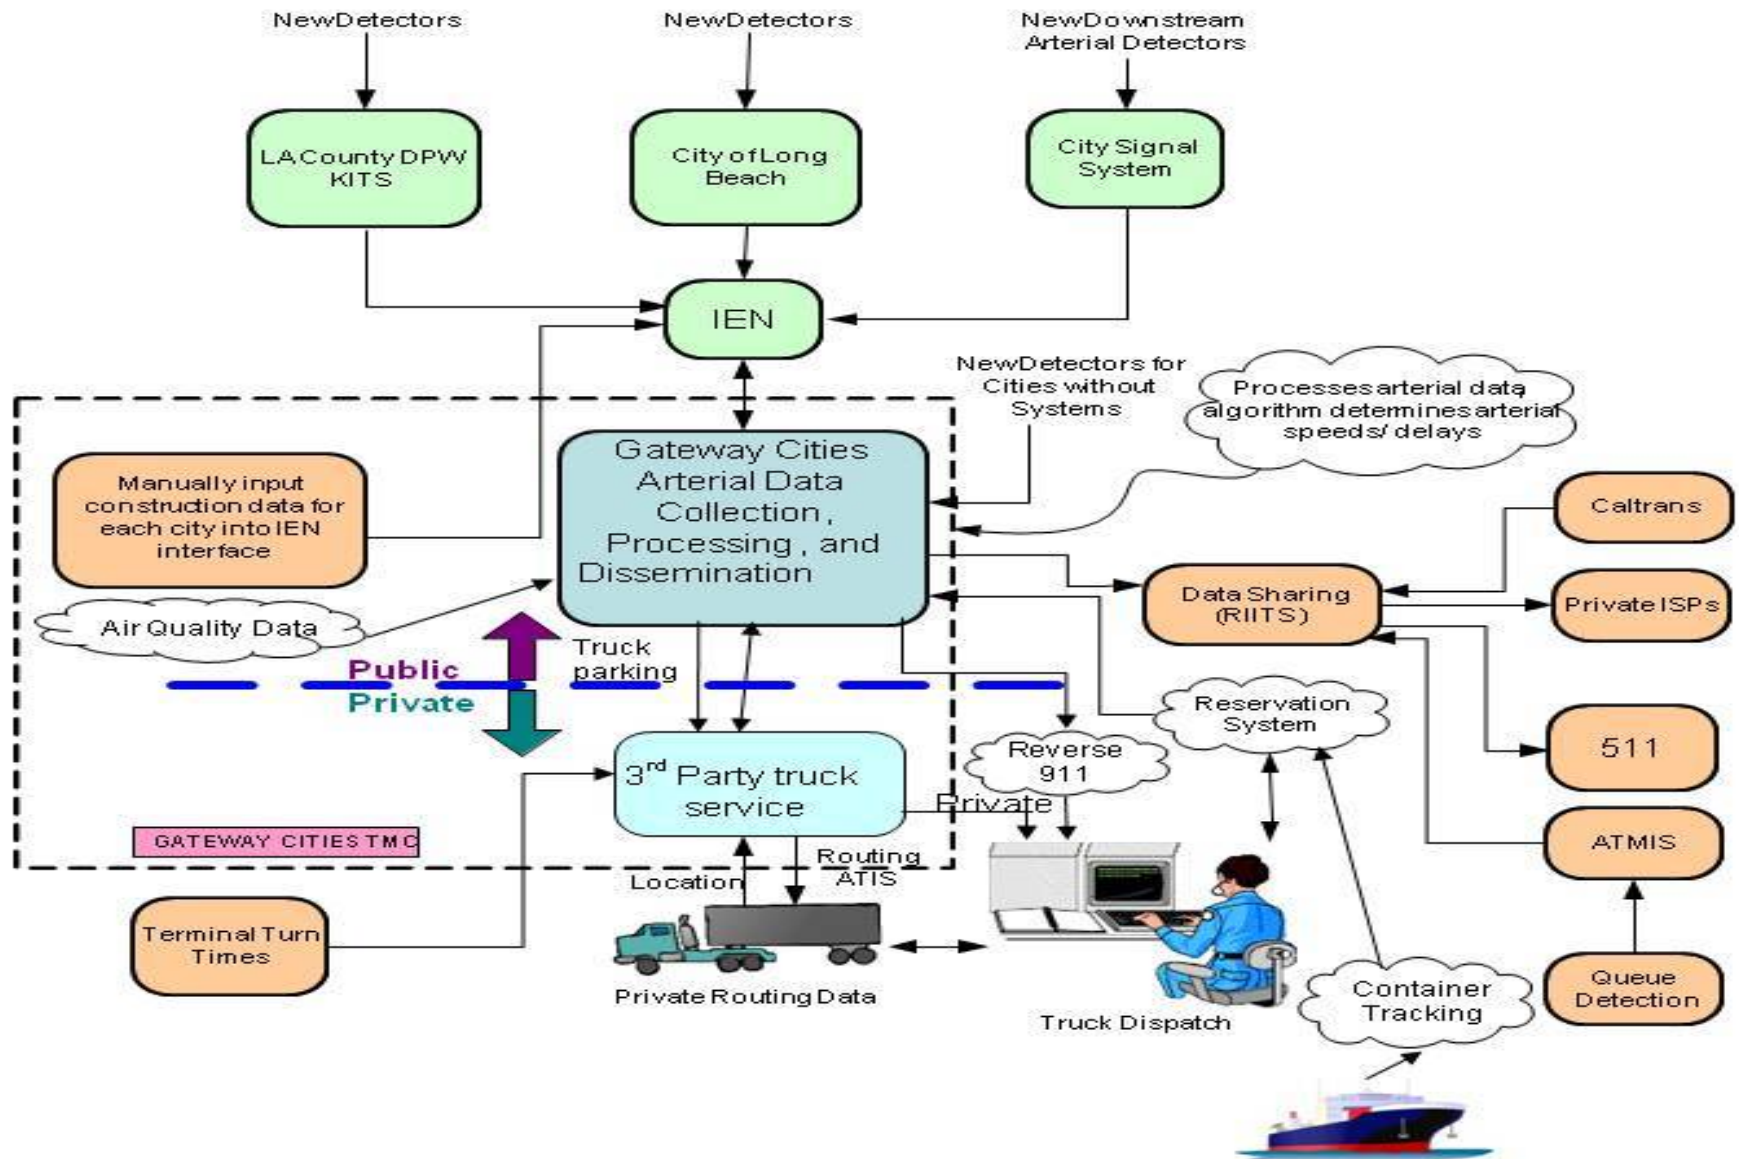 NewDetectors
NewDetectors
NewDownstream
Arterial Detectors
LA County DPW
KITS
City of Long
Beach
City Signal
System
IEN
NewDetectors for
Cities without
Systems
Processes arterial data,
algorithm determines arterial
speeds/ delays
Gateway Cities
Arterial Data
Collection,
Processing, and
Dissemination
Manually input
construction data for
each city into IEN
interface
Air Quality Data
Caltrans
Data Sharing
(RIITS)
Private ISPs
Truck
parking
Public
Private
Reservation
System
511
Reverse
911
3rd Party truck
service
Private
GATEWAY CITIES TMC
ATMIS
Routing
ATIS
Location
Terminal Turn
Times
Private Routing Data
Truck Dispatch
Container
Tracking
Queue
Detection